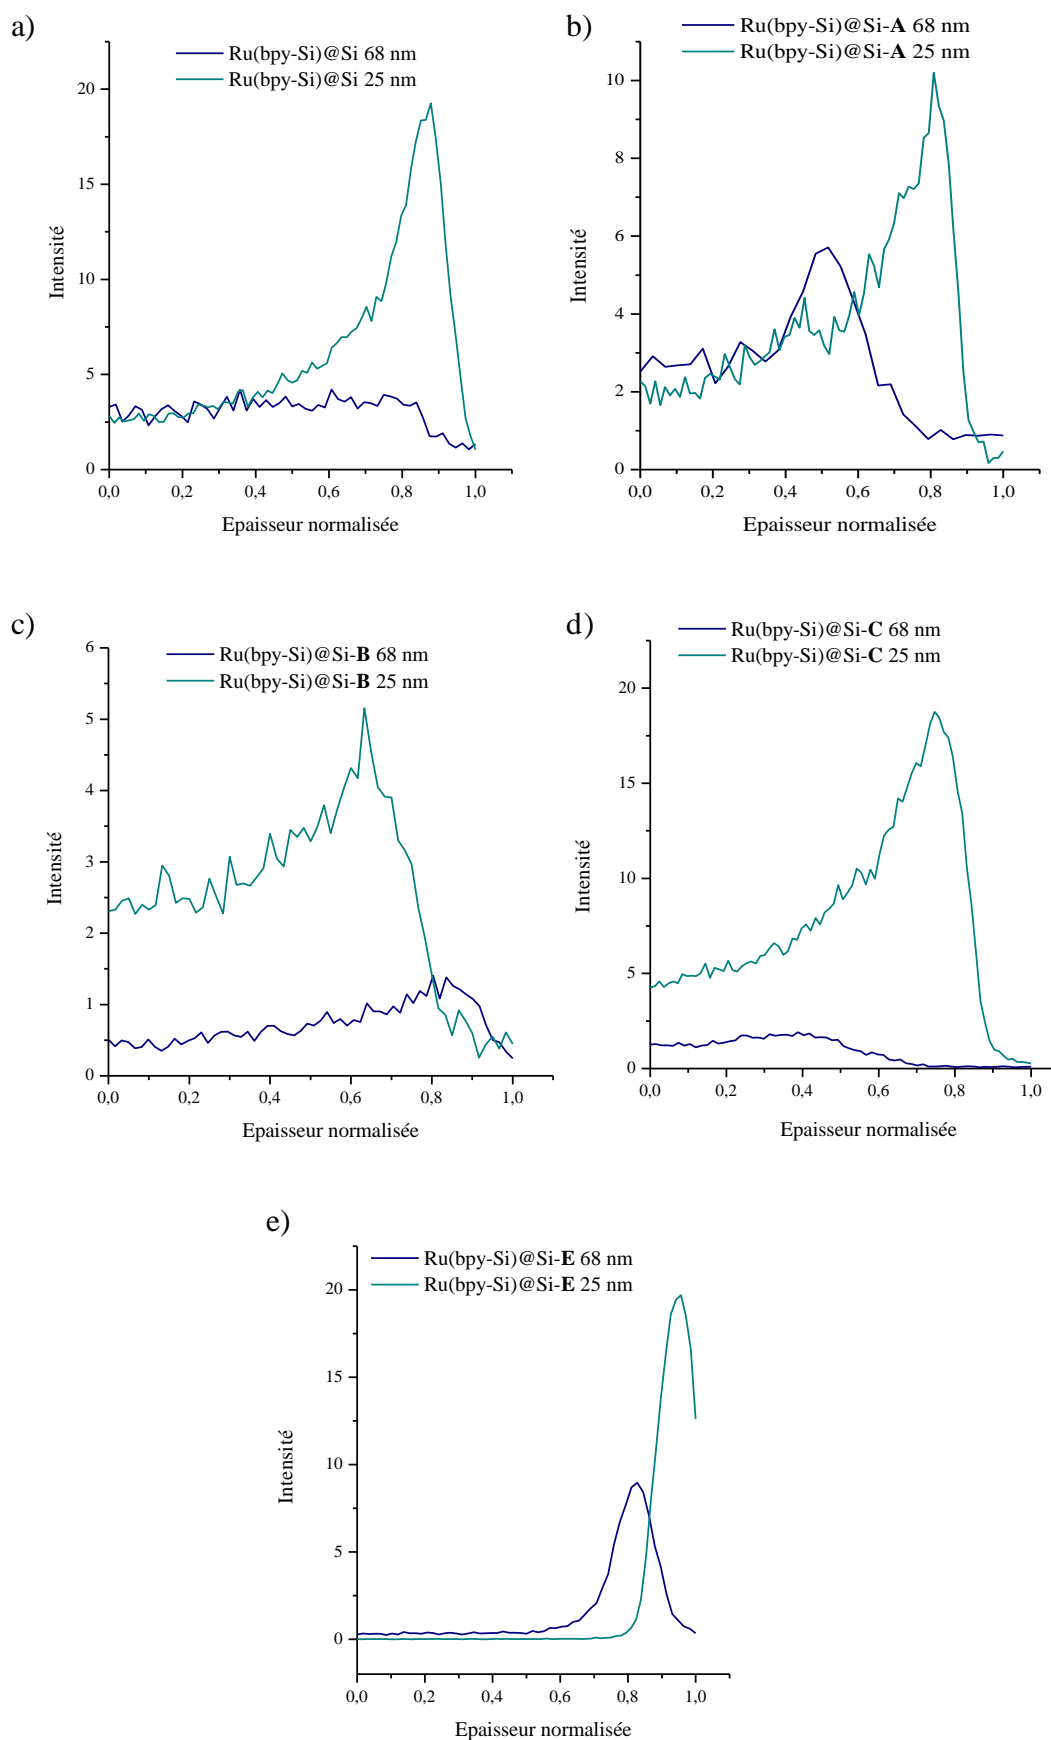 a)
Ru(bpy-Si)@Si 68 nm
Ru(bpy-Si)@Si 25 nm
20
15
10
5
0
Intensité
0,0 0,2 0,4 0,6 0,8 1,0
Epaisseur normalisée
b)
Ru(bpy-Si)@Si-A 68 nm
Ru(bpy-Si)@Si-A 25 nm
10
8
6
4
2
0
Intensité
0,0 0,2 0,4 0,6 0,8 1,0
Epaisseur normalisée
c)
Ru(bpy-Si)@Si-B 68 nm
Ru(bpy-Si)@Si-B 25 nm
6
5
4
3
2
1
0
Intensité
0,0 0,2 0,4 0,6 0,8 1,0
Epaisseur normalisée
d)
Ru(bpy-Si)@Si-C 68 nm
Ru(bpy-Si)@Si-C 25 nm
20
15
10
5
0
Intensité
0,0 0,2 0,4 0,6 0,8 1,0
Epaisseur normalisée
e)
Ru(bpy-Si)@Si-E 68 nm
Ru(bpy-Si)@Si-E 25 nm
20
15
10
5
0
Intensité
0,0 0,2 0,4 0,6 0,8 1,0
Epaisseur normalisée